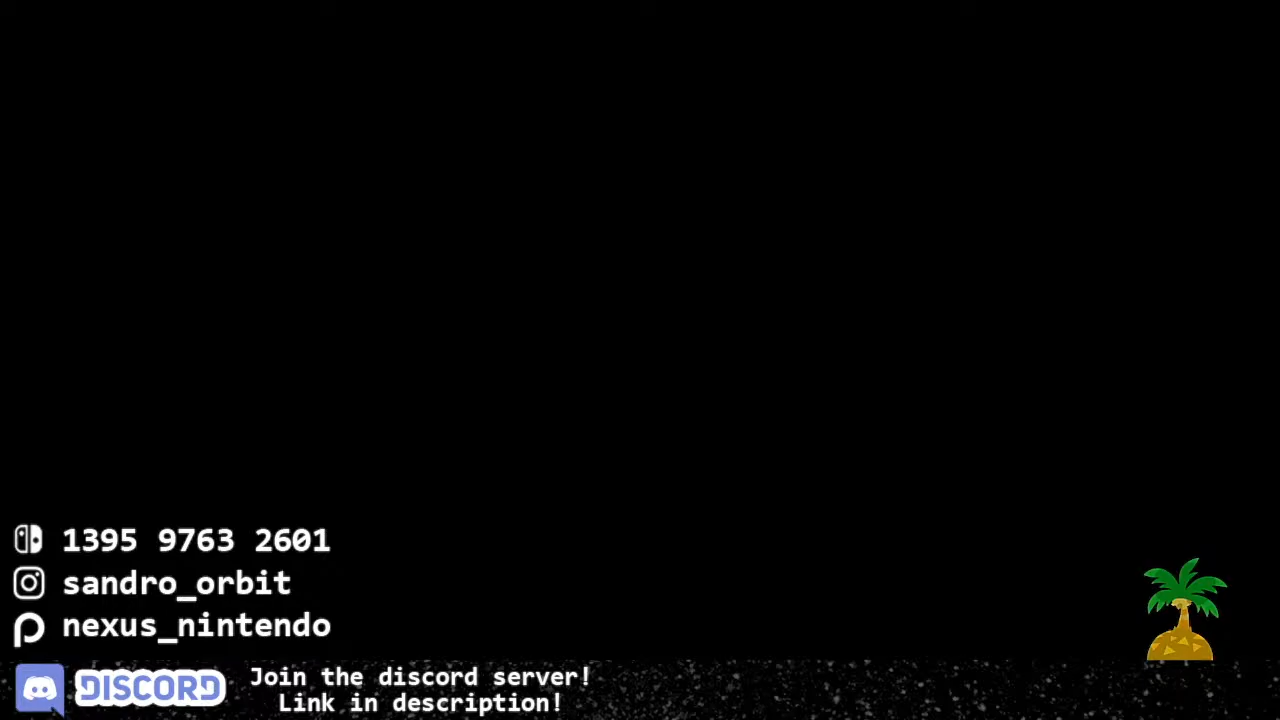 1395 9763 2601
sandro_orbit
nexus_nintendo
DISCORD
Join the discord server!
Link in description!